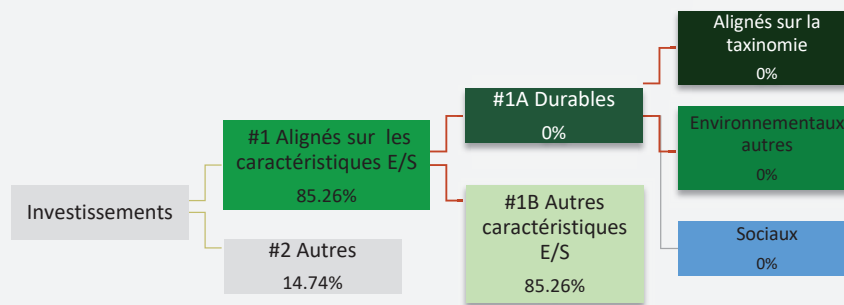 Investissements
#1 Alignés sur les
caractéristiques E/S
85.26%
#2 Autres
14.74%
#1A Durables
0%
#1B Autres
caractéristiques
E/S
85.26%
Alignés sur la
taxinomie
0%
Environnementaux
autres
0%
Sociaux
0%